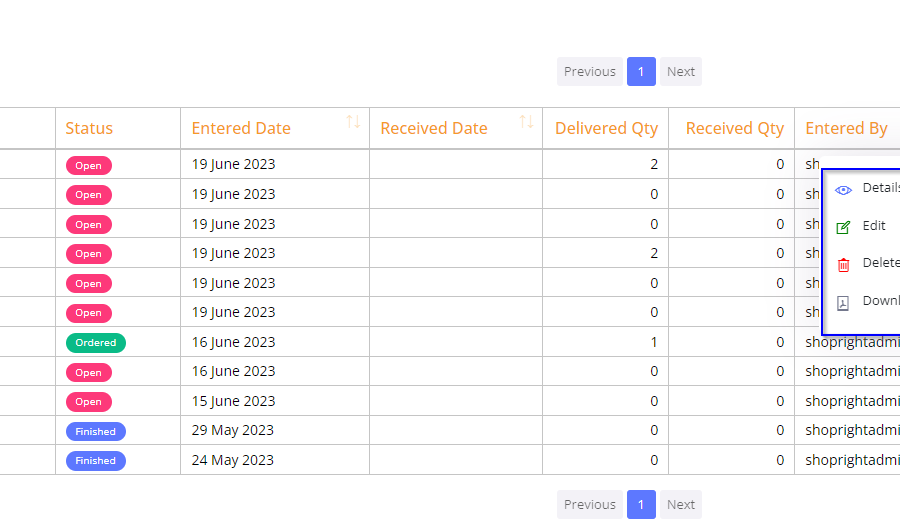 Previous 1 Next
Status Entered Date Received Date Delivered Qty Received Qty Entered By
Open 19 June 2023 2 0 sh
Open 19 June 2023 0 0 sh
Open 19 June 2023 0 0 sh
Open 19 June 2023 2 0 sh
Open 19 June 2023 0 0 sh
Open 19 June 2023 0 0 sh
Ordered 16 June 2023 1 0 shoprightadmi
Open 16 June 2023 0 0 shoprightadmi
Open 15 June 2023 0 0 shoprightadmi
Finished 29 May 2023 0 0 shoprightadmi
Finished 24 May 2023 0 0 shoprightadmi
Details
Edit
Delete
Downl
Previous 1 Next